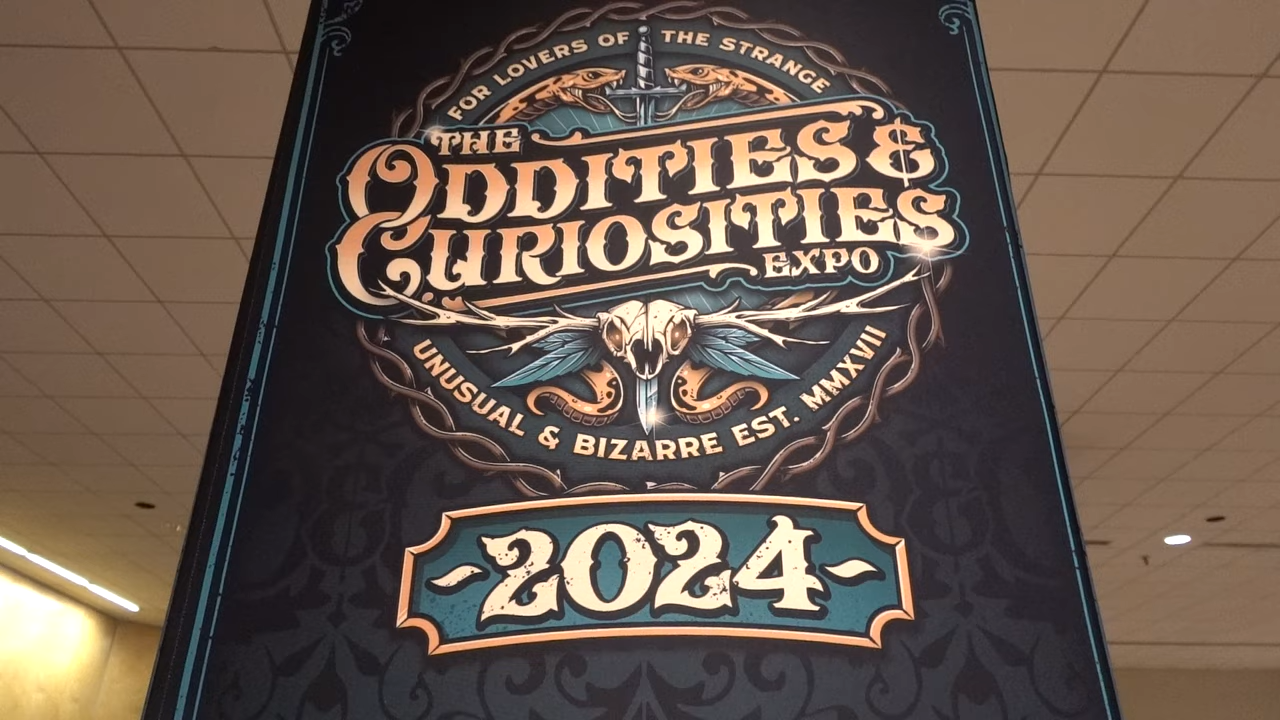 FOR LOVERS OF THE STRANGE
THE
ODDITIES &
CURIOSITIES
EXPO
UNUSUAL & BIZARRE EST. MMXVII
-2024-